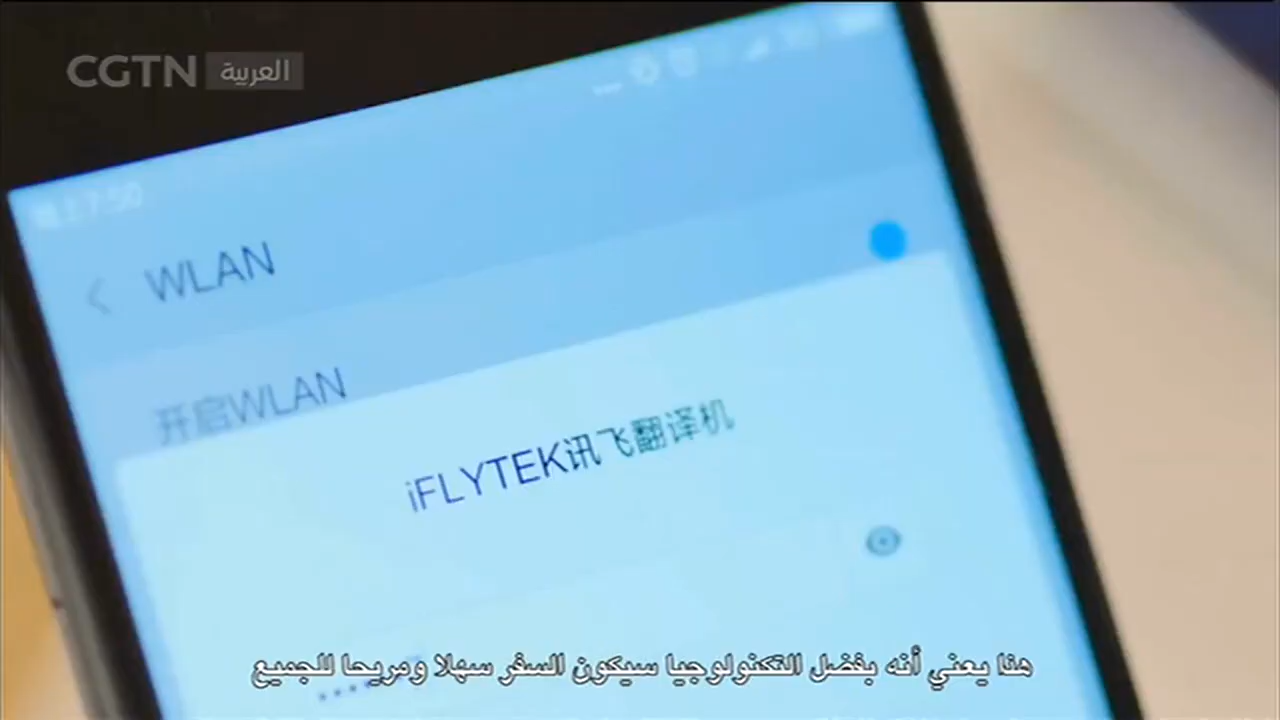 CGTN العربية
WLAN
开启WLAN
iFLYTEK讯飞翻译机
هنا يعني أنه بفضل التكنولوجيا سيكون السفر سهلا ومريحا للجميع